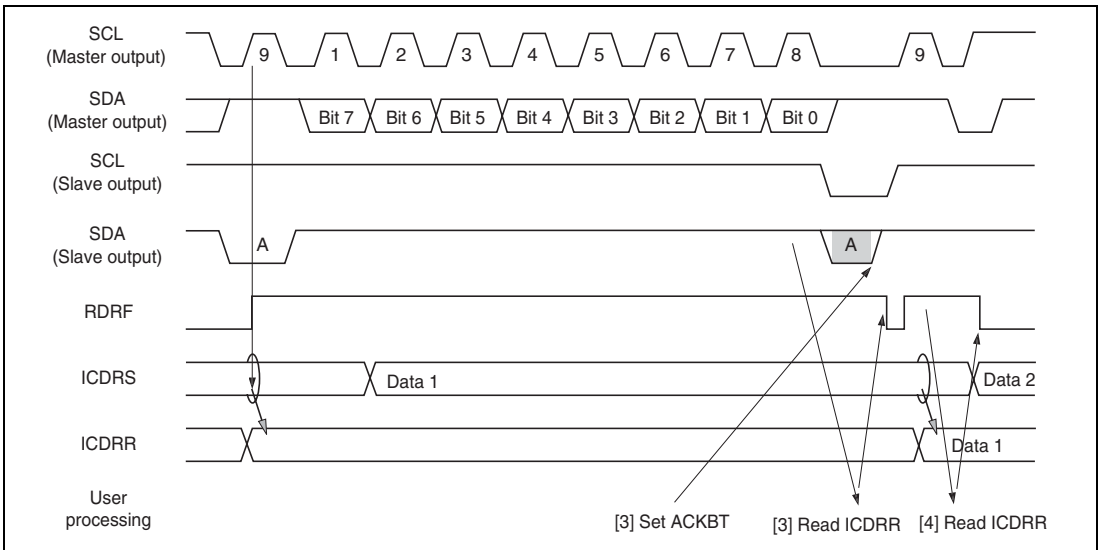 SCL
(Master output)
9 1 2 3 4 5 6 7 8 9
SDA
(Master output)
Bit 7 Bit 6 Bit 5 Bit 4 Bit 3 Bit 2 Bit 1 Bit 0
SCL
(Slave output)
SDA
(Slave output)
A A
RDRF
ICDRS
Data 1 Data 2
ICDRR
Data 1
User
processing
[3] Set ACKBT [3] Read ICDRR [4] Read ICDRR